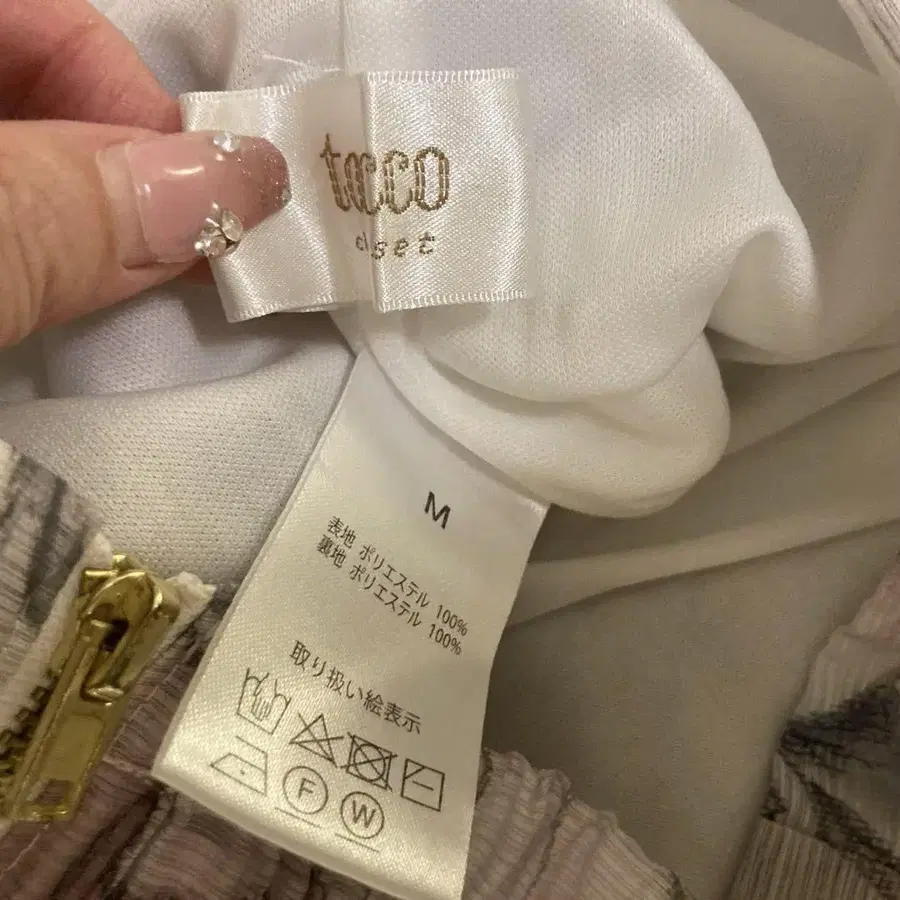 tocco
closet
M
表地 ポリエステル 100%
裏地 ポリエステル 100%
取り扱い絵表示
F
W